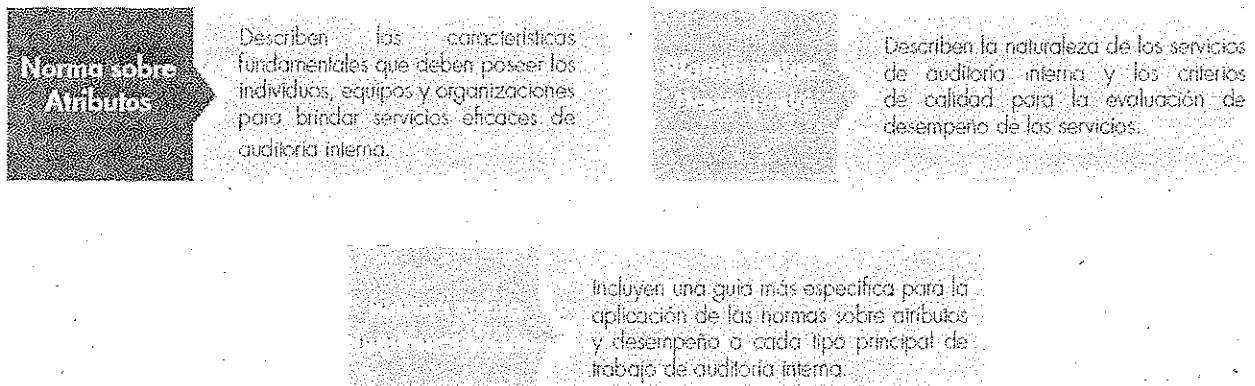 Norma sobre
Atributos
Describen las características
fundamentales que deben poseer los
individuos, equipos y organizaciones
para brindar servicios eficaces de
auditoría interna.
Describen la naturaleza de los servicios
de auditoría interna y los criterios
de calidad para la evaluación de
desempeño de los servicios.
Incluyen una guía más específica para la
aplicación de las normas sobre atributos
y desempeño a cada tipo principal de
trabajo de auditoría interna.